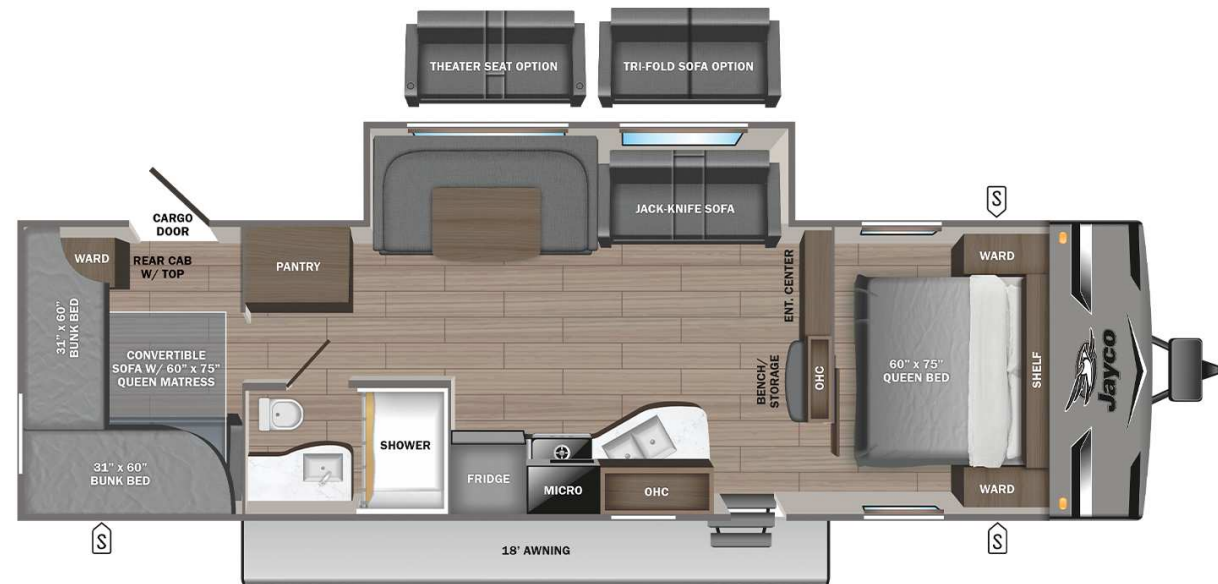 THEATER SEAT OPTION
TRI-FOLD SOFA OPTION
CARGO
DOOR
S
JACK-KNIFE SOFA
WARD
REAR CAB
W/ TOP
PANTRY
WARD
31" x 60"
BUNK BED
ENT. CENTER
CONVERTIBLE
SOFA W/ 60" x 75"
QUEEN MATRESS
BENCH/
STORAGE
OHC
60" x 75"
QUEEN BED
SHELF
Jayco
SHOWER
31" x 60"
BUNK BED
FRIDGE
MICRO
OHC
WARD
S
18' AWNING
S